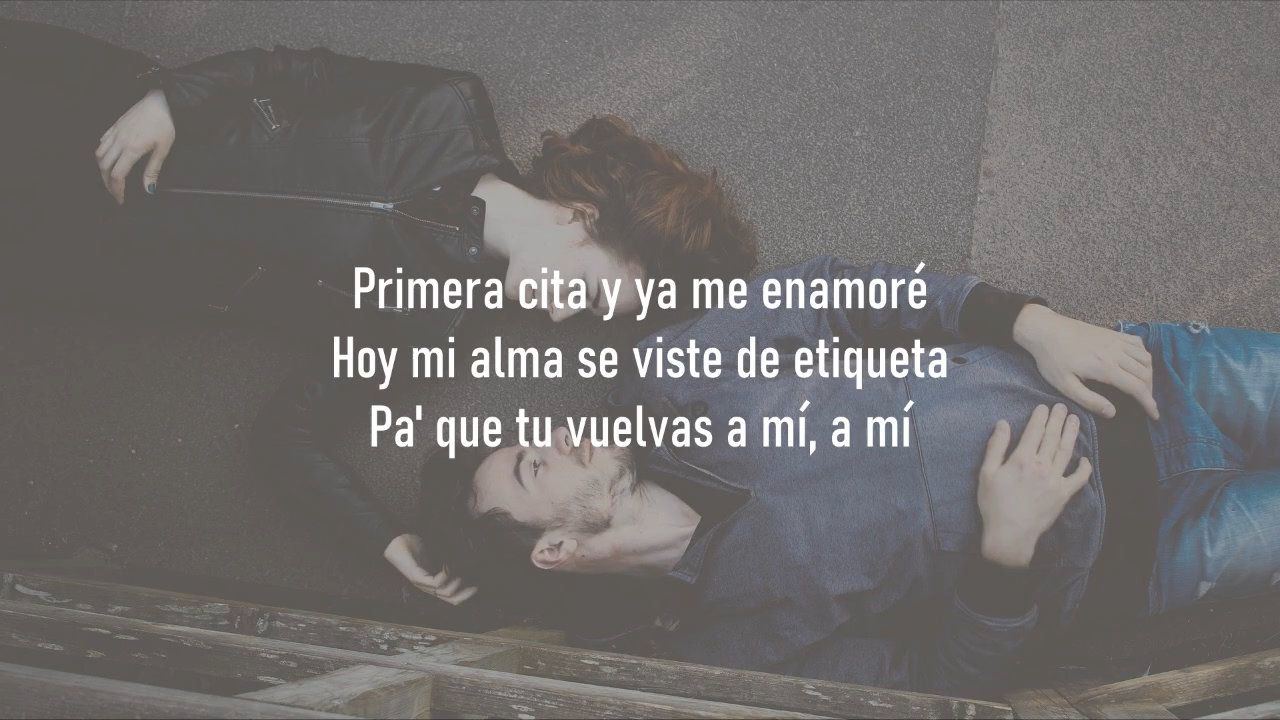 Primera cita y ya me enamoré
Hoy mi alma se viste de etiqueta
Pa' que tu vuelvas a mí, a mí